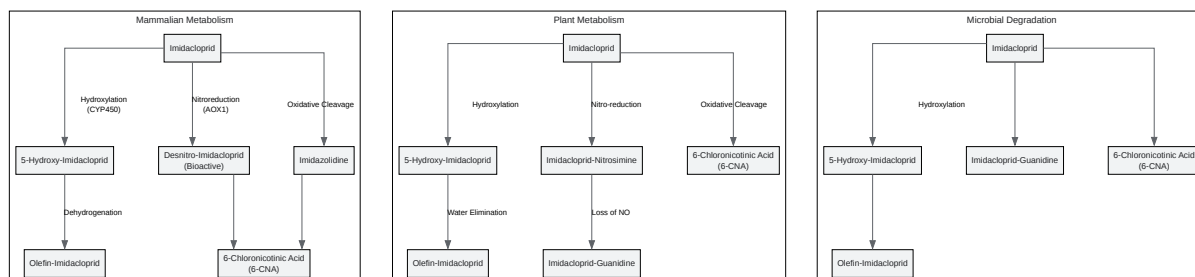 Mammalian Metabolism
Imidacloprid
Hydroxylation
(CYP450)
Nitroreduction
(AOX1)
Oxidative Cleavage
5-Hydroxy-Imidacloprid
Desnitro-Imidacloprid
(Bioactive)
Imidazolidine
Dehydrogenation
Olefin-Imidacloprid
6-Chloronicotinic Acid
(6-CNA)
Plant Metabolism
Imidacloprid
Hydroxylation
Nitro-reduction
Oxidative Cleavage
5-Hydroxy-Imidacloprid
Imidacloprid-Nitrosimine
6-Chloronicotinic Acid
(6-CNA)
Water Elimination
Loss of NO
Olefin-Imidacloprid
Imidacloprid-Guanidine
Microbial Degradation
Imidacloprid
Hydroxylation
5-Hydroxy-Imidacloprid
Imidacloprid-Guanidine
6-Chloronicotinic Acid
(6-CNA)
Olefin-Imidacloprid